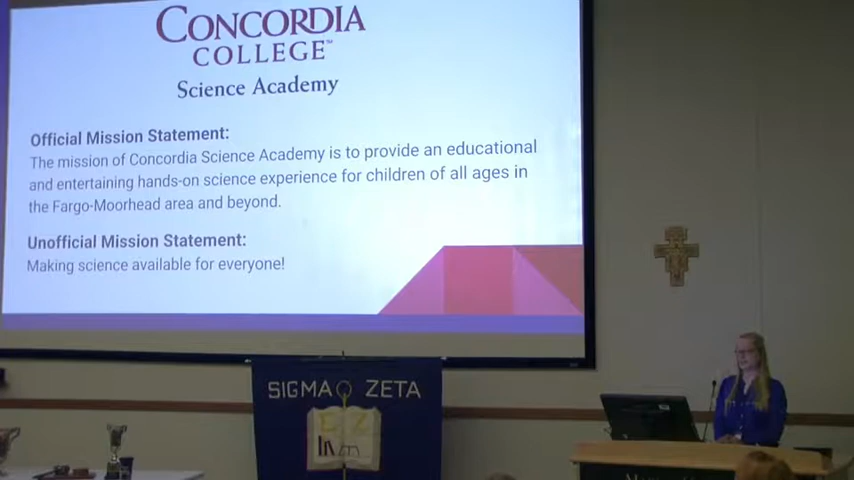 CONCORDIA
COLLEGE™
Science Academy
Official Mission Statement:
The mission of Concordia Science Academy is to provide an educational
and entertaining hands-on science experience for children of all ages in
the Fargo-Moorhead area and beyond.
Unofficial Mission Statement:
Making science available for everyone!
SIGMA ZETA